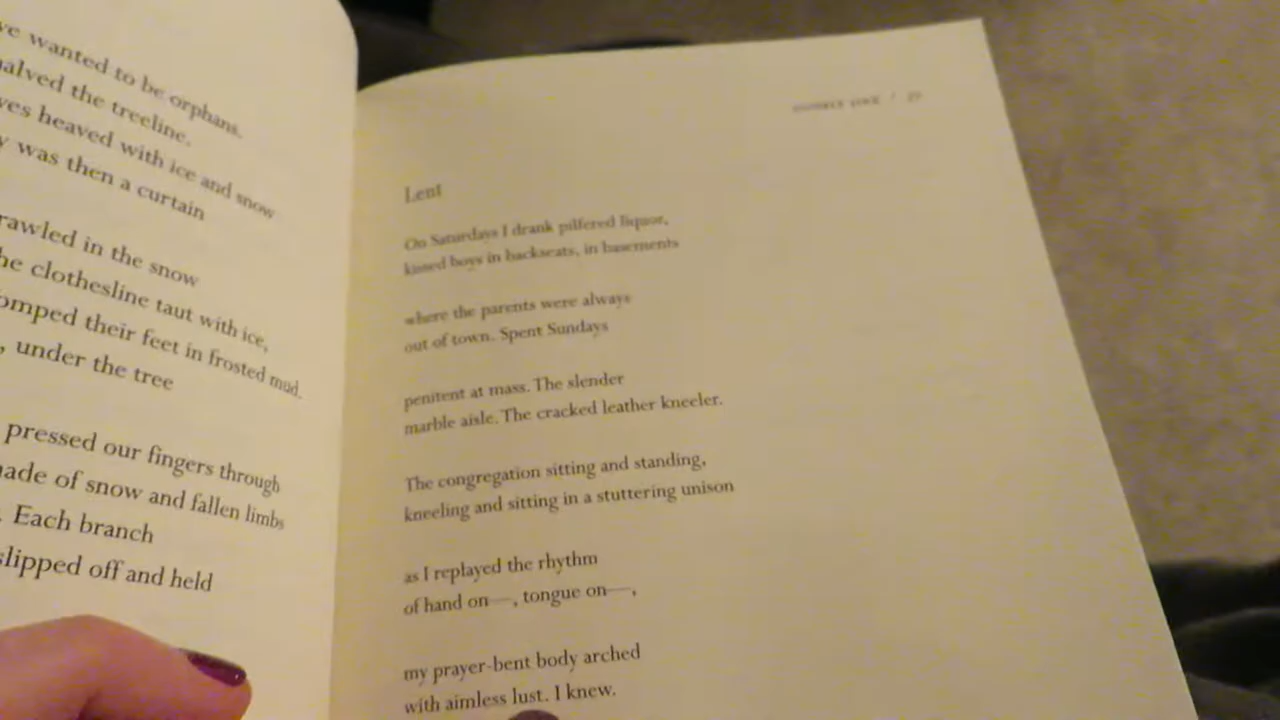 ve wanted to be orphans.
alved the treeline.
ves heaved with ice and snow
y was then a curtain
rawled in the snow
he clothesline taut with ice,
omped their feet in frosted mud.
, under the tree
pressed our fingers through
nade of snow and fallen limbs
. Each branch
slipped off and held
Lent
On Saturdays I drank pilfered liquor,
kissed boys in backseats, in basements
where the parents were always
out of town. Spent Sundays
penitent at mass. The slender
marble aisle. The cracked leather kneeler.
The congregation sitting and standing,
kneeling and sitting in a stuttering unison
as I replayed the rhythm
of hand on—, tongue on—,
my prayer-bent body arched
with aimless lust. I knew.